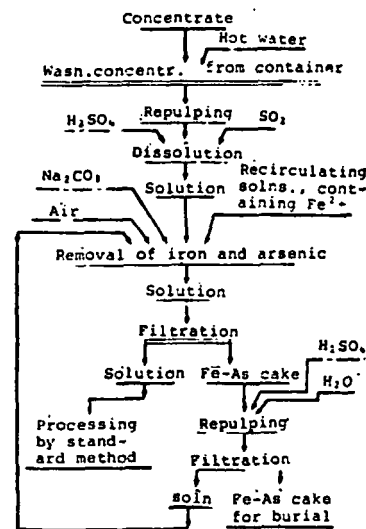 Concentrate
Hot water
Wash.concentr. from container
Repulping
H₂SO₄ SO₂
Dissolution
Na₂CO₃ Solution Recirculating
solns., cont-
aining Fe²⁺
Air
Removal of iron and arsenic
Solution
Filtration
Solution Fe-As cake H₂SO₄
H₂O
Processing
by stand-
ard method
Repulping
Filtration
soln Fe-As cake
for burial